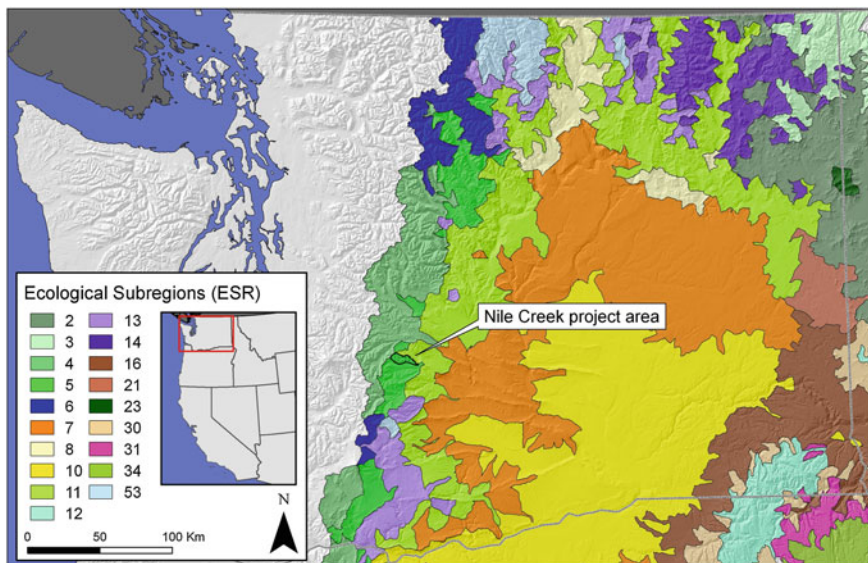 Nile Creek project area
Ecological Subregions (ESR)
2 13
3 14
4 16
5 21
6 23
7 30
8 31
10 34
11 53
12
N
0 50 100 Km